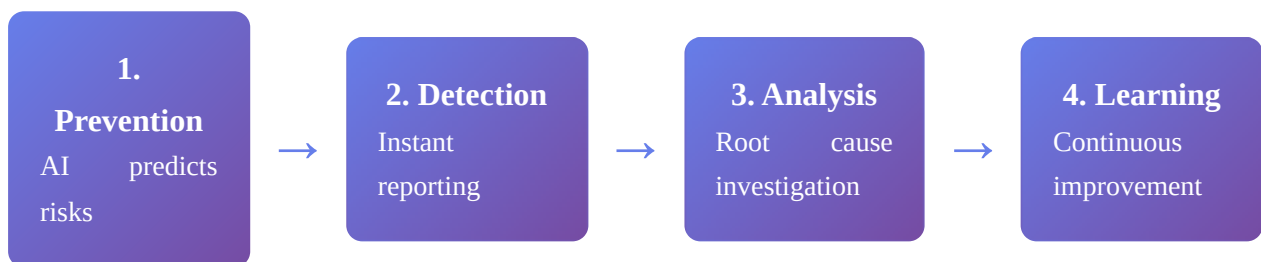 1.
Prevention
AI predicts
risks
→
2. Detection
Instant
reporting
→
3. Analysis
Root cause
investigation
→
4. Learning
Continuous
improvement